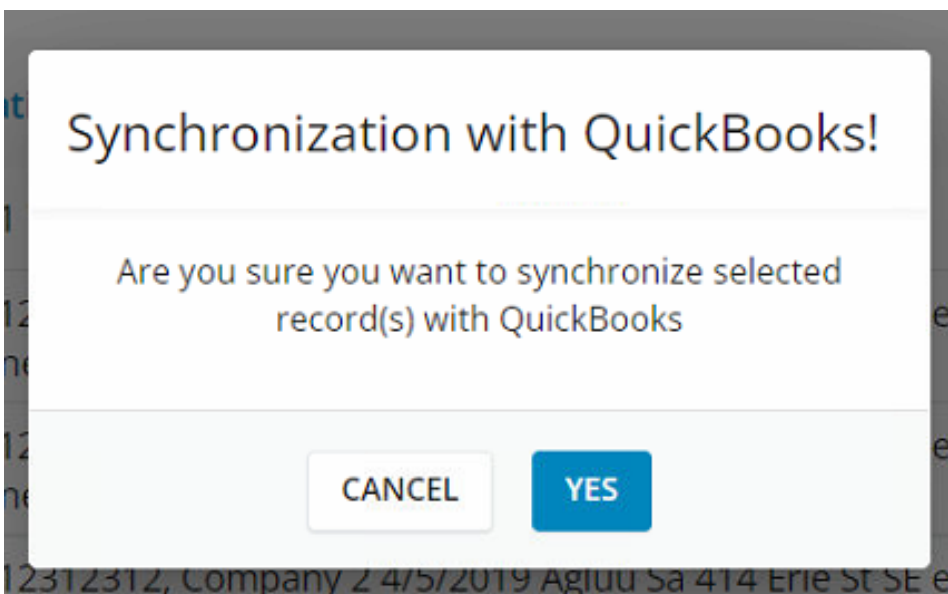 Synchronization with QuickBooks!
Are you sure you want to synchronize selected
record(s) with QuickBooks
CANCEL YES
12312312, Company 2 4/5/2019 Agluu Sa 414 Erie St SE